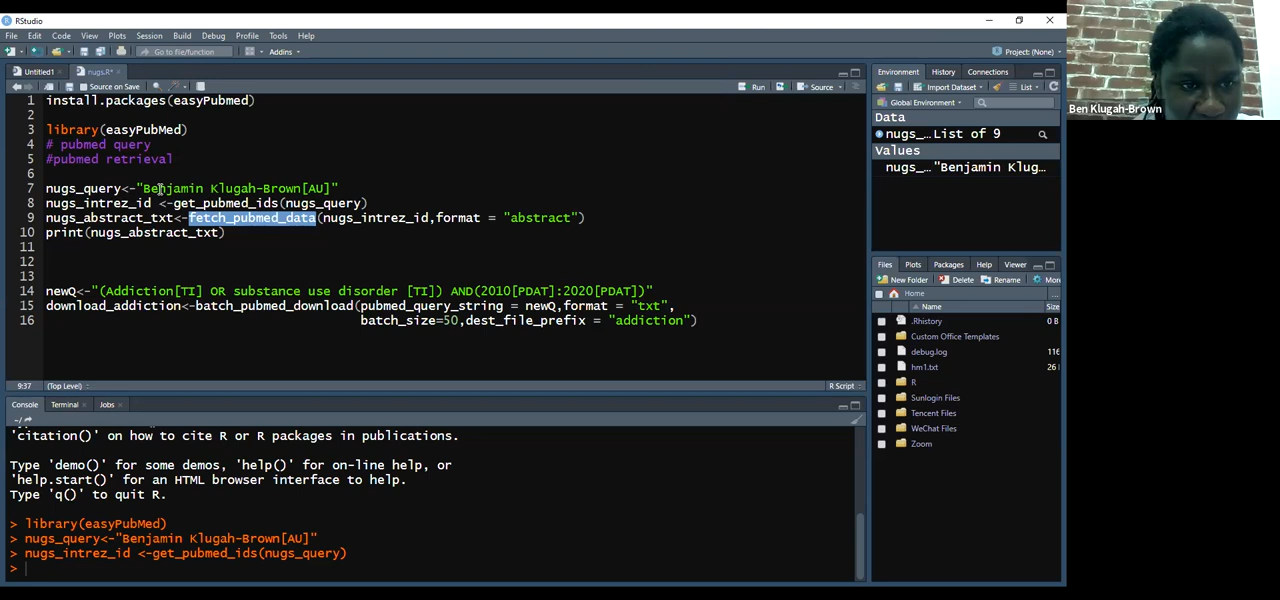 RStudio
File Edit Code View Plots Session Build Debug Profile Tools Help
Go to file/function Addins Project: (None)
Untitled1 nugs.R*
Source on Save Run Source
1 install.packages(easyPubmed)
2
3 library(easyPubMed)
4 # pubmed query
5 #pubmed retrieval
6
7 nugs_query<-"Benjamin Klugah-Brown[AU]"
8 nugs_intrez_id <-get_pubmed_ids(nugs_query)
9 nugs_abstract_txt<-fetch_pubmed_data(nugs_intrez_id,format = "abstract")
10 print(nugs_abstract_txt)
11
12
13
14 newQ<-"(Addiction[TI] OR substance use disorder [TI]) AND(2010[PDAT]:2020[PDAT])"
15 download_addiction<-batch_pubmed_download(pubmed_query_string = newQ,format = "txt",
16 batch_size=50,dest_file_prefix = "addiction")
9:37 (Top Level) R Script
Console Terminal Jobs
~/
'citation()' on how to cite R or R packages in publications.
Type 'demo()' for some demos, 'help()' for on-line help, or
'help.start()' for an HTML browser interface to help.
Type 'q()' to quit R.
> library(easyPubMed)
> nugs_query<-"Benjamin Klugah-Brown[AU]"
> nugs_intrez_id <-get_pubmed_ids(nugs_query)
>
Environment History Connections
Import Dataset List
Global Environment
Data
nugs_… List of 9
Values
nugs_… "Benjamin Klug…
Files Plots Packages Help Viewer
New Folder Delete Rename Mor
Home
Name Size
.Rhistory 0 B
Custom Office Templates
debug.log 116
hm1.txt 26
R
Sunlogin Files
Tencent Files
WeChat Files
Zoom
Ben Klugah-Brown